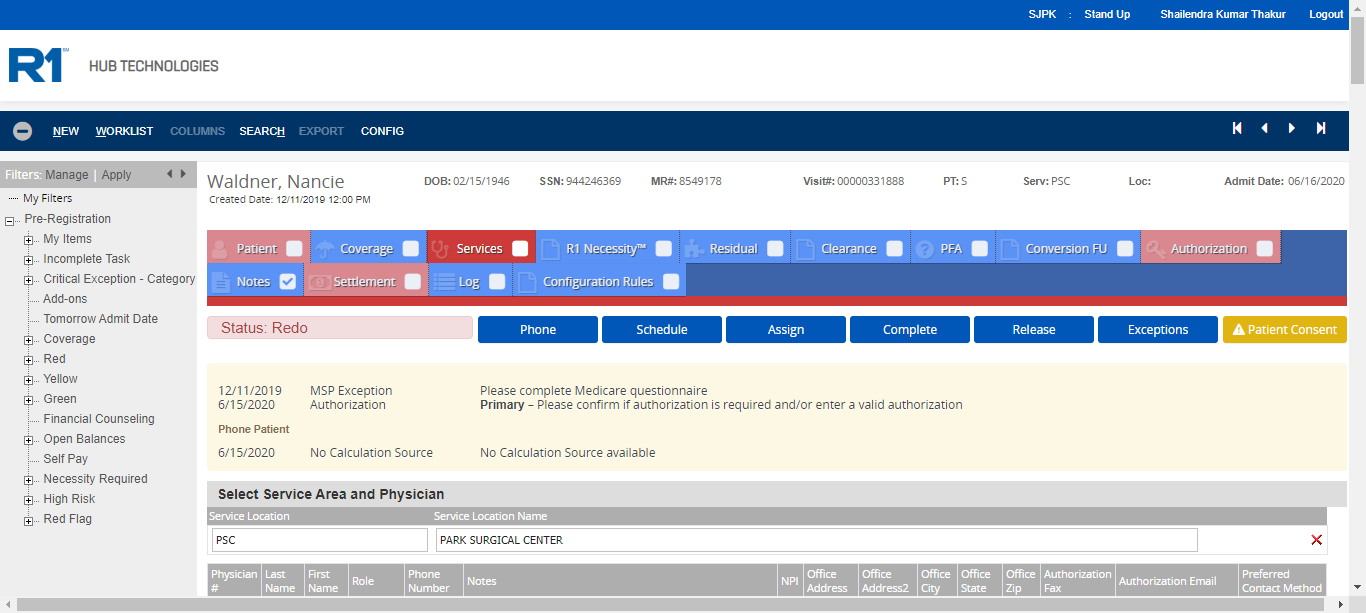 SJPK : Stand Up Shailendra Kumar Thakur Logout
R1 HUB TECHNOLOGIES
NEW WORKLIST COLUMNS SEARCH EXPORT CONFIG
Filters: Manage | Apply
My Filters
Pre-Registration
My Items
Incomplete Task
Critical Exception - Category
Add-ons
Tomorrow Admit Date
Coverage
Red
Yellow
Green
Financial Counseling
Open Balances
Self Pay
Necessity Required
High Risk
Red Flag
Waldner, Nancie DOB: 02/15/1946 SSN: 944246369 MR#: 8549178 Visit#: 00000331888 PT: S Serv: PSC Loc: Admit Date: 06/16/2020
Created Date: 12/11/2019 12:00 PM
Patient Coverage Services R1 Necessity™ Residual Clearance PFA Conversion FU Authorization
Notes Settlement Log Configuration Rules
Status: Redo Phone Schedule Assign Complete Release Exceptions Patient Consent
12/11/2019 MSP Exception Please complete Medicare questionnaire
6/15/2020 Authorization Primary – Please confirm if authorization is required and/or enter a valid authorization
Phone Patient
6/15/2020 No Calculation Source No Calculation Source available
Select Service Area and Physician
Service Location Service Location Name
PSC PARK SURGICAL CENTER
Physician # Last Name First Name Role Phone Number Notes NPI Office Address Office Address2 Office City Office State Office Zip Authorization Fax Authorization Email Preferred Contact Method